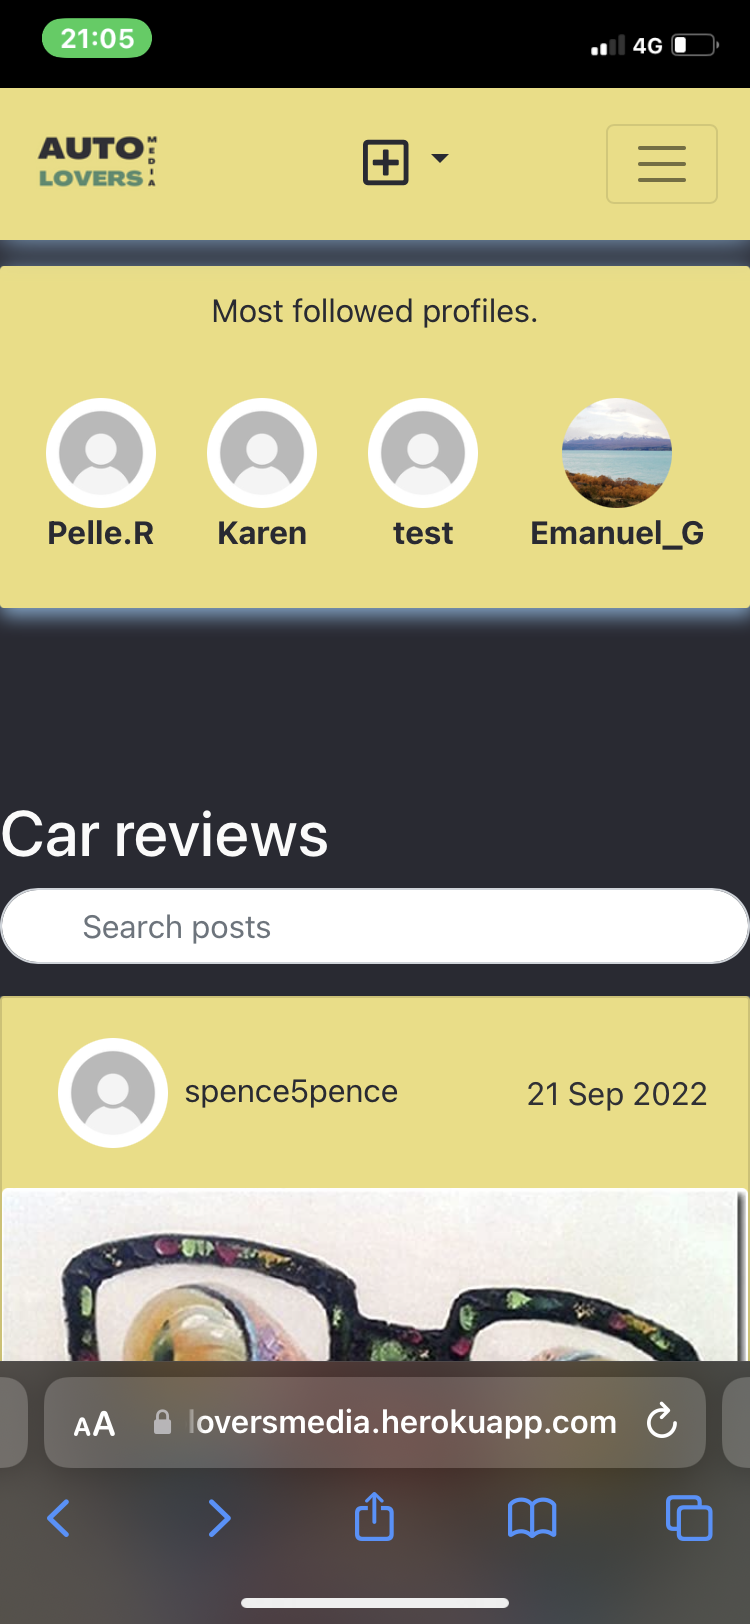 21:05
4G
AUTO
LOVERS
MEDIA
Most followed profiles.
Pelle.R
Karen
test
Emanuel_G
Car reviews
Search posts
spence5pence
21 Sep 2022
AA
loversmedia.herokuapp.com